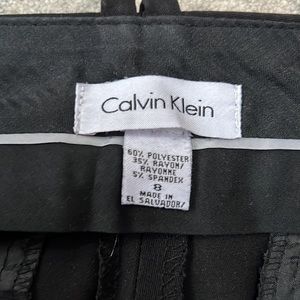 Calvin Klein
60% POLYESTER
35% RAYON/
RAYONNE
5% SPANDEX
8
MADE IN
EL SALVADOR/